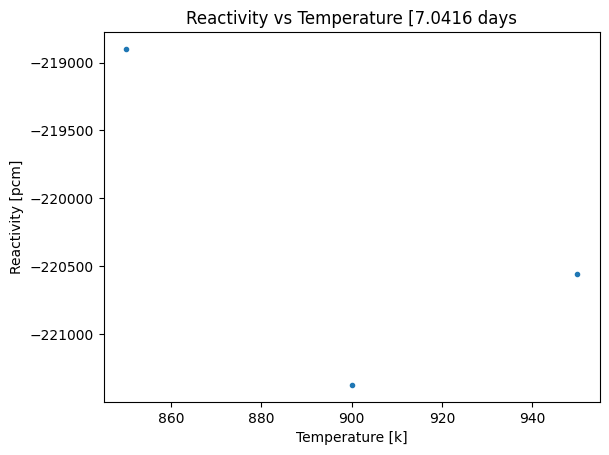 Reactivity vs Temperature [7.0416 days
Reactivity [pcm]
−219000
−219500
−220000
−220500
−221000
860 880 900 920 940
Temperature [k]